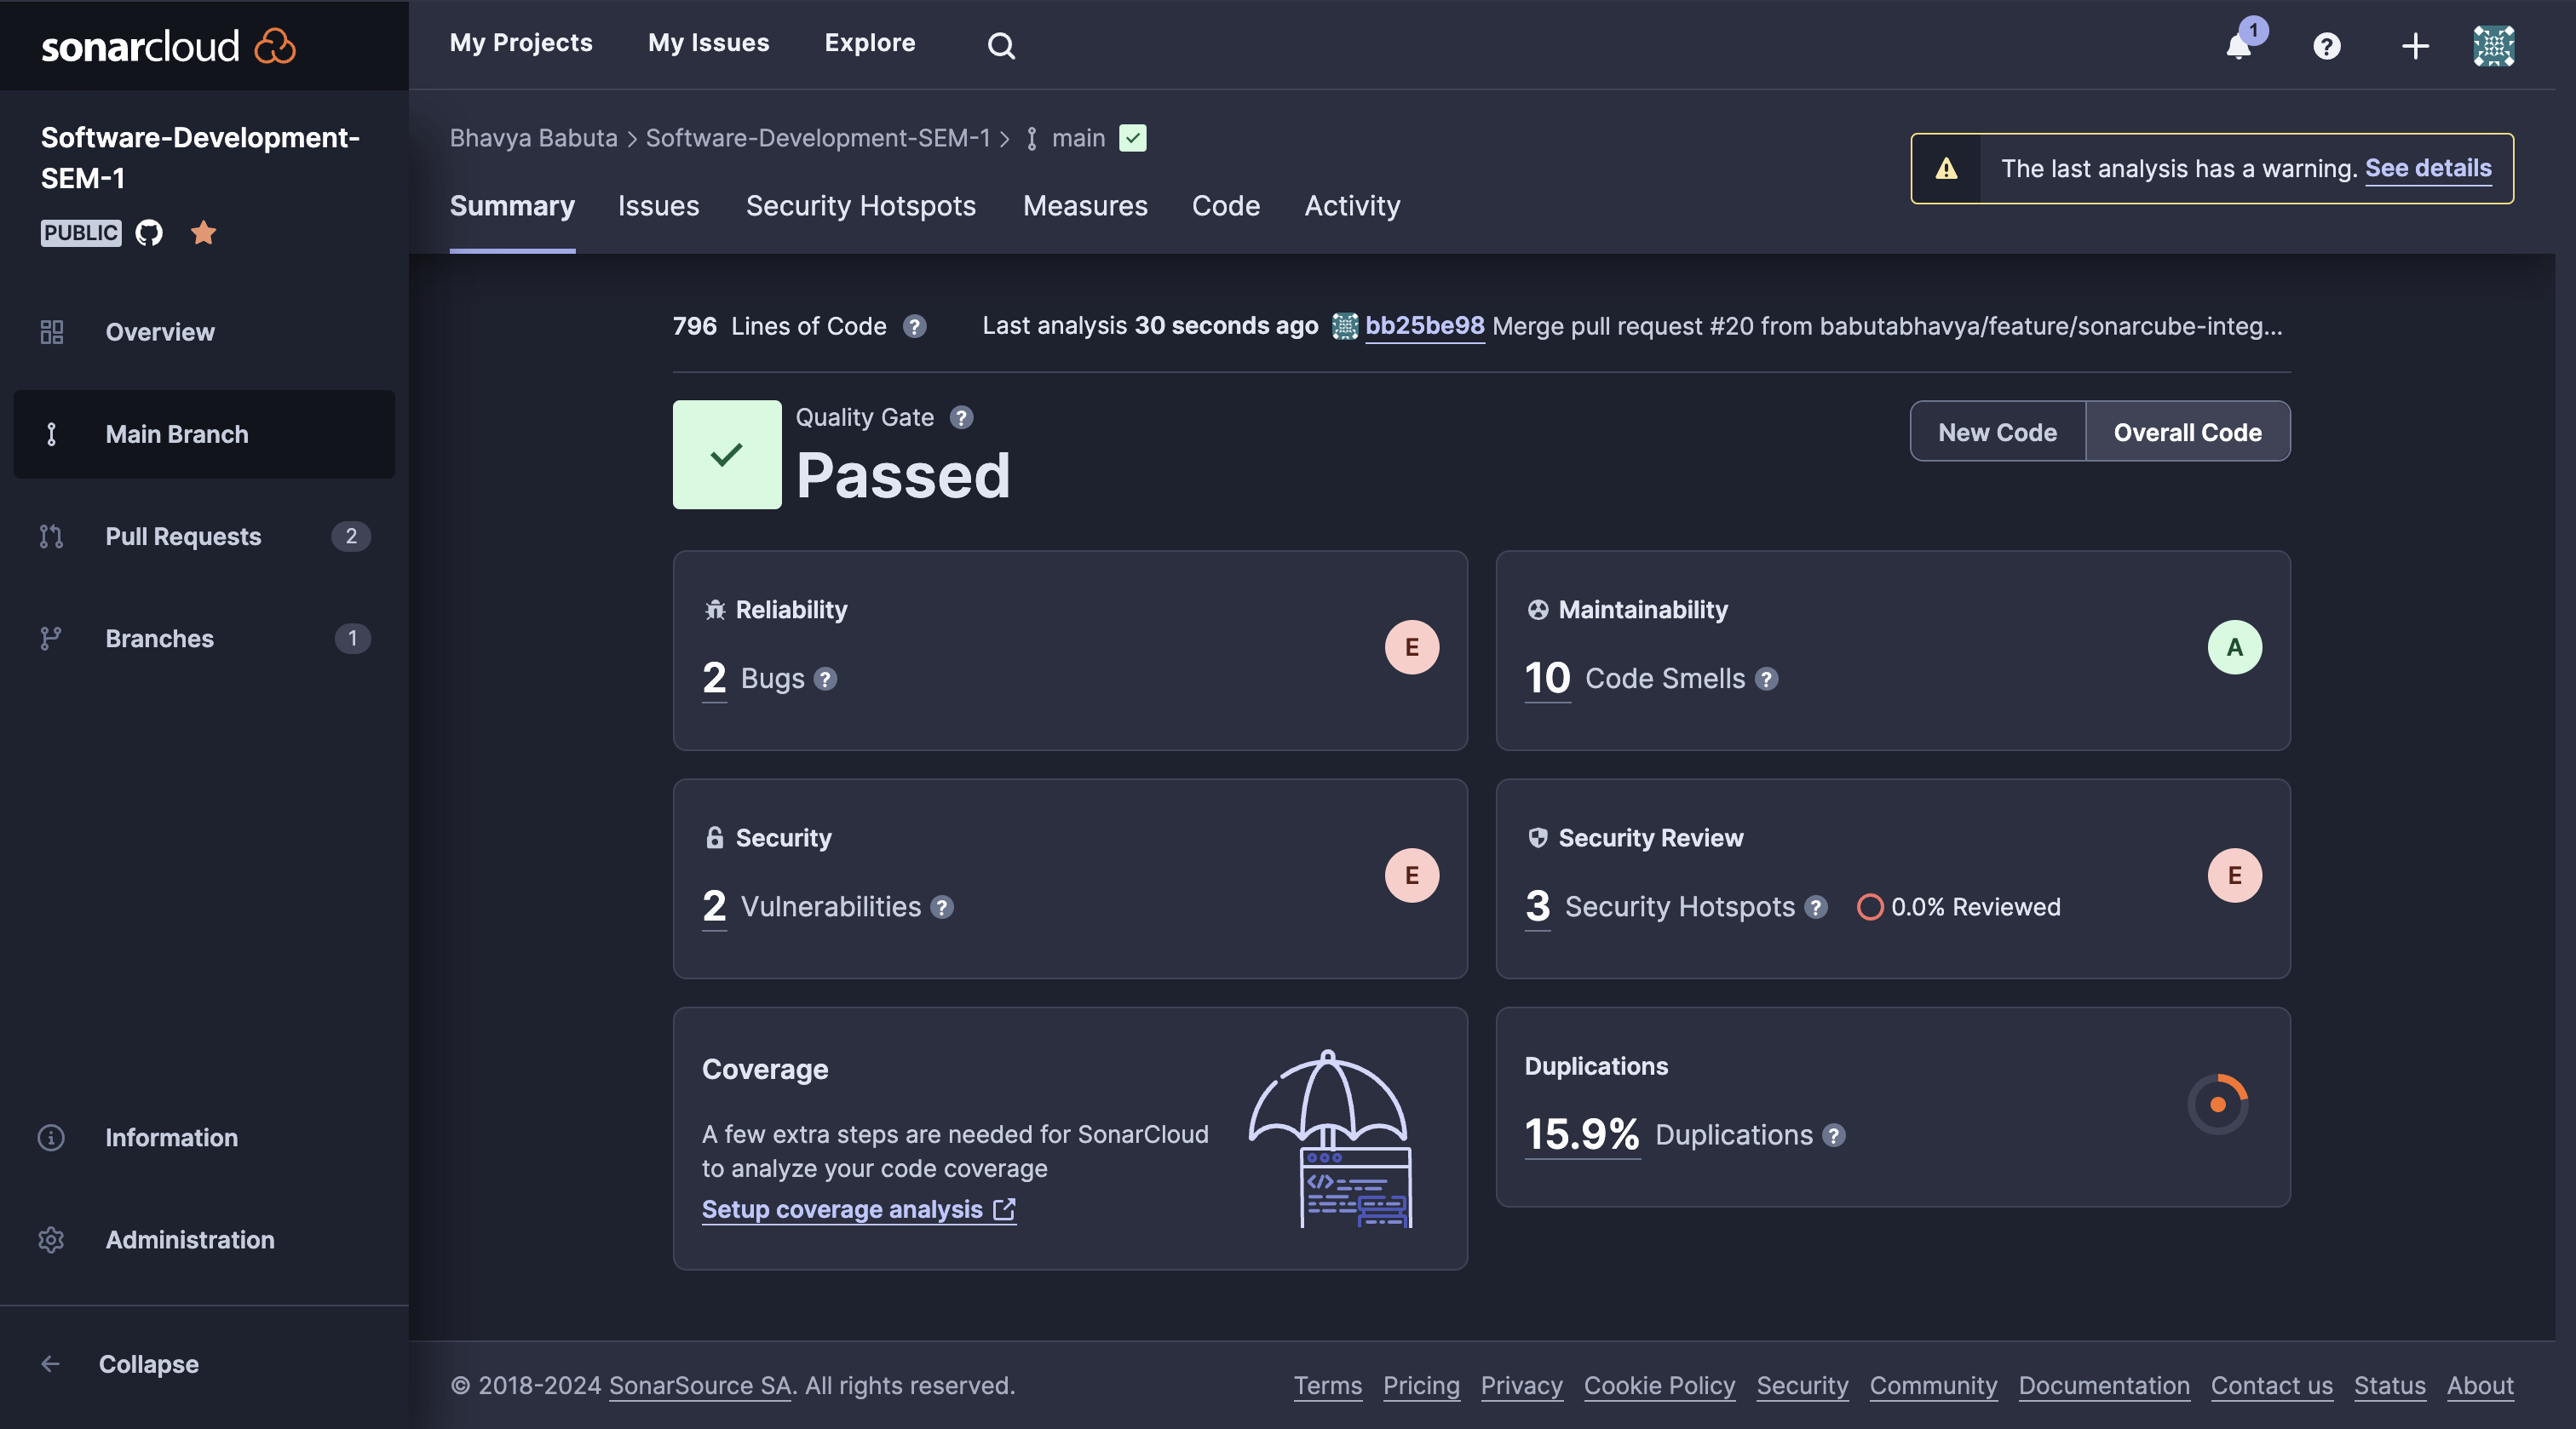 sonarcloud
My Projects My Issues Explore
1
Software-Development-
SEM-1
PUBLIC
Overview
Main Branch
Pull Requests 2
Branches 1
Information
Administration
Collapse
Bhavya Babuta > Software-Development-SEM-1 > main
The last analysis has a warning. See details
Summary Issues Security Hotspots Measures Code Activity
796 Lines of Code ? Last analysis 30 seconds ago bb25be98 Merge pull request #20 from babutabhavya/feature/sonarcube-integ...
Quality Gate ?
Passed
New Code Overall Code
Reliability
2 Bugs ?
E
Maintainability
10 Code Smells ?
A
Security
2 Vulnerabilities ?
E
Security Review
3 Security Hotspots ? 0.0% Reviewed
E
Coverage
A few extra steps are needed for SonarCloud
to analyze your code coverage
Setup coverage analysis
</>
Duplications
15.9% Duplications ?
© 2018-2024 SonarSource SA. All rights reserved.
Terms Pricing Privacy Cookie Policy Security Community Documentation Contact us Status About